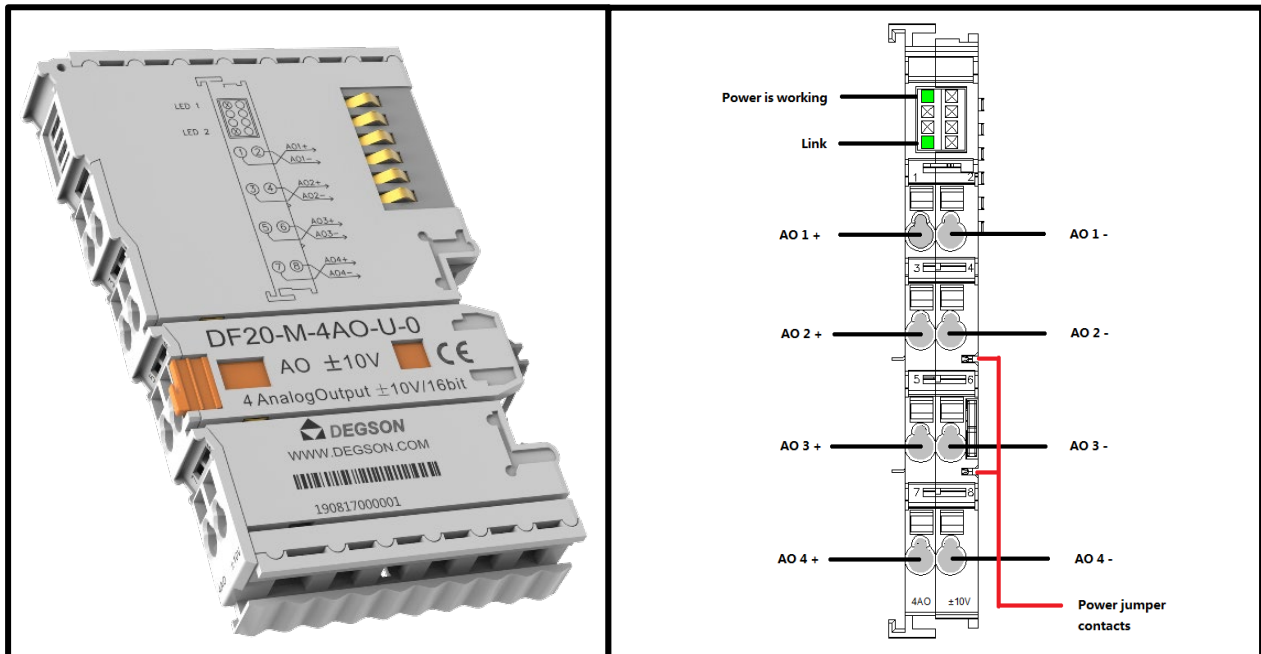 LED 1
LED 2
1 2
AO1+
AO1-
3 4
AO2+
AO2-
5 6
AO3+
AO3-
7 8
AO4+
AO4-
DF20-M-4AO-U-0
AO ±10V
CE
4 AnalogOutput ±10V/16bit
DEGSON
WWW.DEGSON.COM
190817000001
4AO ±10V
Power is working
Link
1 2
AO 1 +
AO 1 -
3 4
AO 2 +
AO 2 -
5 6
AO 3 +
AO 3 -
7 8
AO 4 +
AO 4 -
4AO ±10V
Power jumper
contacts